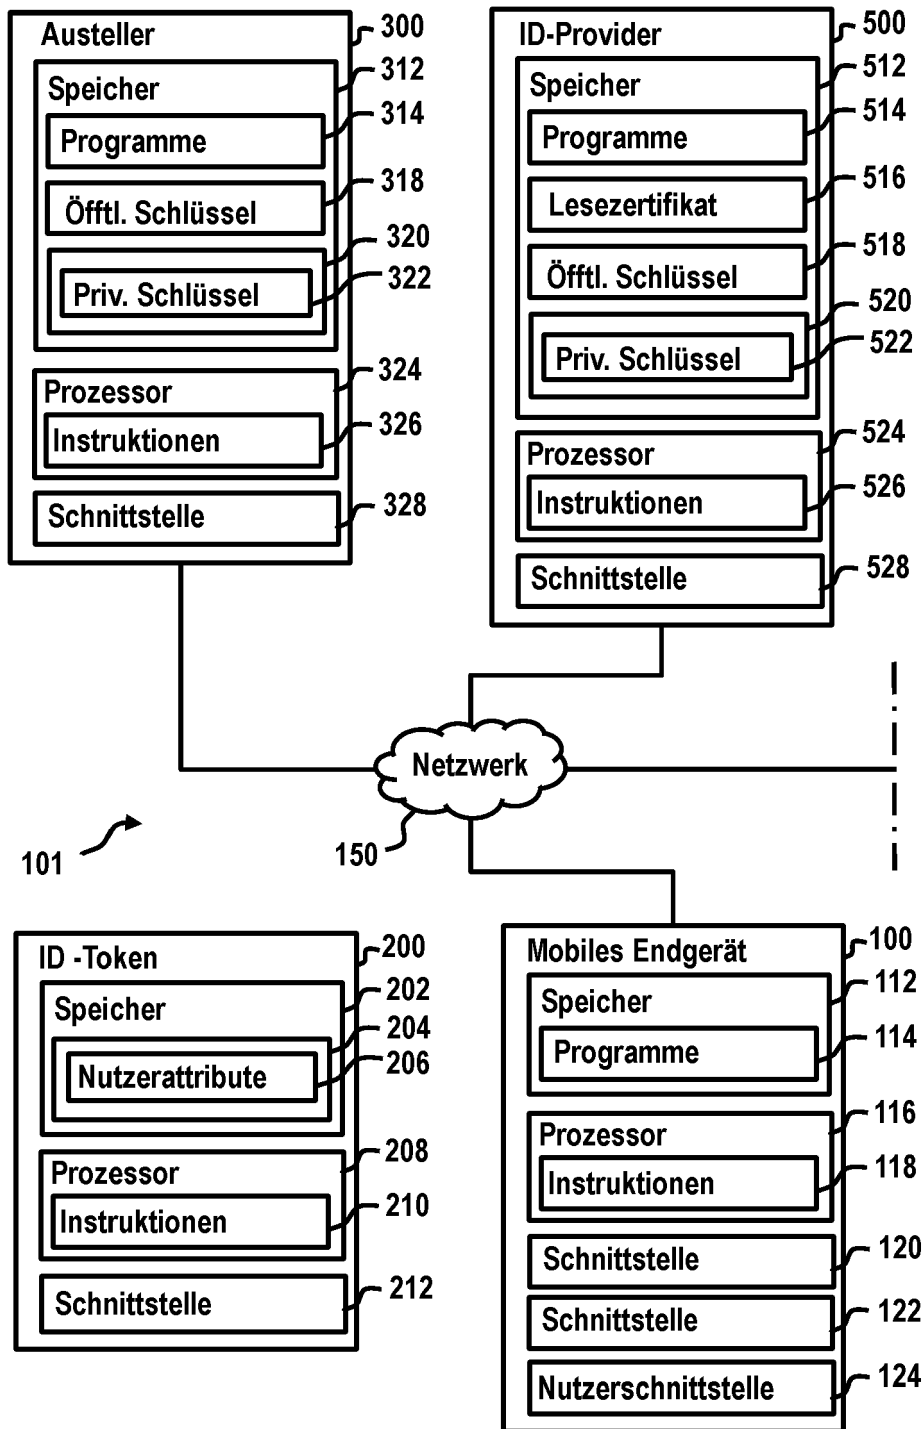 Austeller 300
Speicher 312
Programme 314
Öfftl. Schlüssel 318
320
Priv. Schlüssel 322
Prozessor 324
Instruktionen 326
Schnittstelle 328
ID-Provider 500
Speicher 512
Programme 514
Lesezertifikat 516
Öfftl. Schlüssel 518
520
Priv. Schlüssel 522
Prozessor 524
Instruktionen 526
Schnittstelle 528
Netzwerk
150
101
ID -Token 200
Speicher 202
204
Nutzerattribute 206
Prozessor 208
Instruktionen 210
Schnittstelle 212
Mobiles Endgerät 100
Speicher 112
Programme 114
Prozessor 116
Instruktionen 118
Schnittstelle 120
Schnittstelle 122
Nutzerschnittstelle 124